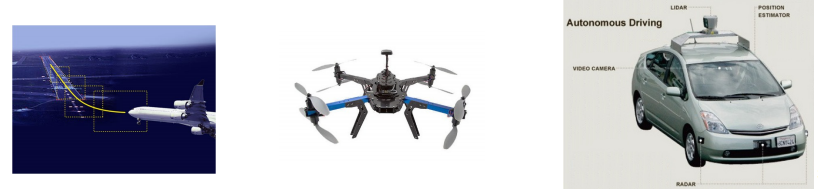 LIDAR
POSITION
ESTIMATOR
Autonomous Driving
VIDEO CAMERA
RADAR